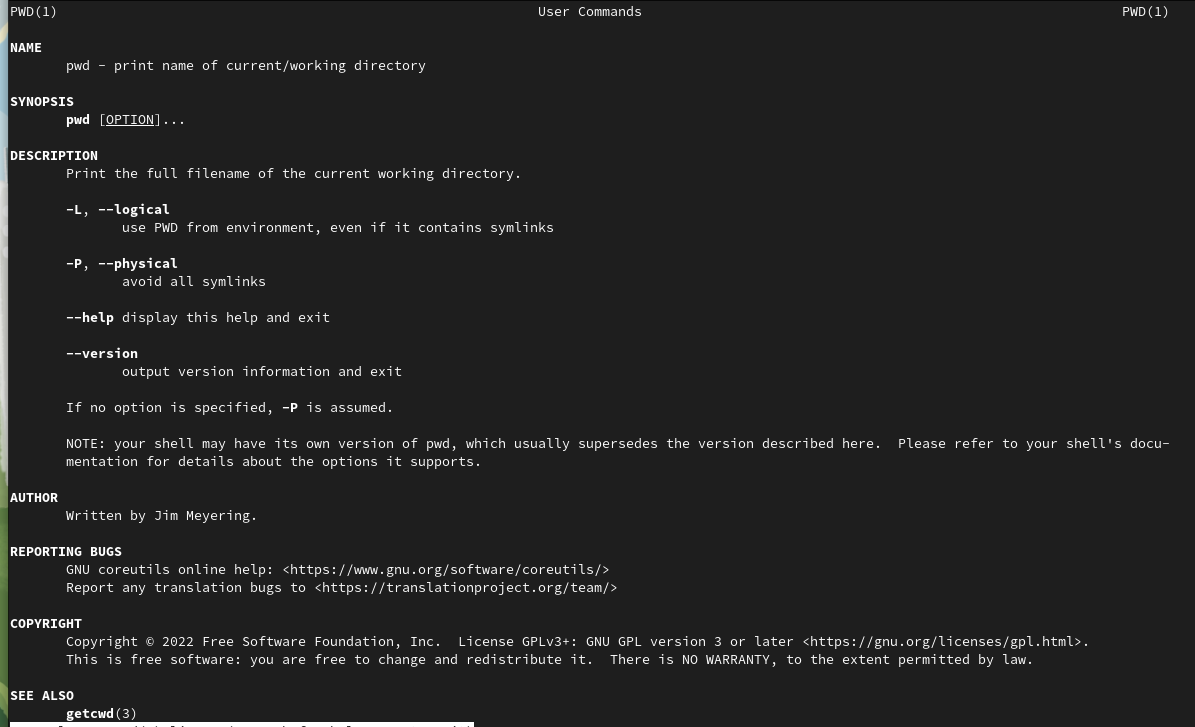 PWD(1) User Commands PWD(1)
NAME
pwd - print name of current/working directory
SYNOPSIS
pwd [OPTION]...
DESCRIPTION
Print the full filename of the current working directory.
-L, --logical
use PWD from environment, even if it contains symlinks
-P, --physical
avoid all symlinks
--help display this help and exit
--version
output version information and exit
If no option is specified, -P is assumed.
NOTE: your shell may have its own version of pwd, which usually supersedes the version described here. Please refer to your shell's docu-
mentation for details about the options it supports.
AUTHOR
Written by Jim Meyering.
REPORTING BUGS
GNU coreutils online help: <https://www.gnu.org/software/coreutils/>
Report any translation bugs to <https://translationproject.org/team/>
COPYRIGHT
Copyright © 2022 Free Software Foundation, Inc. License GPLv3+: GNU GPL version 3 or later <https://gnu.org/licenses/gpl.html>.
This is free software: you are free to change and redistribute it. There is NO WARRANTY, to the extent permitted by law.
SEE ALSO
getcwd(3)